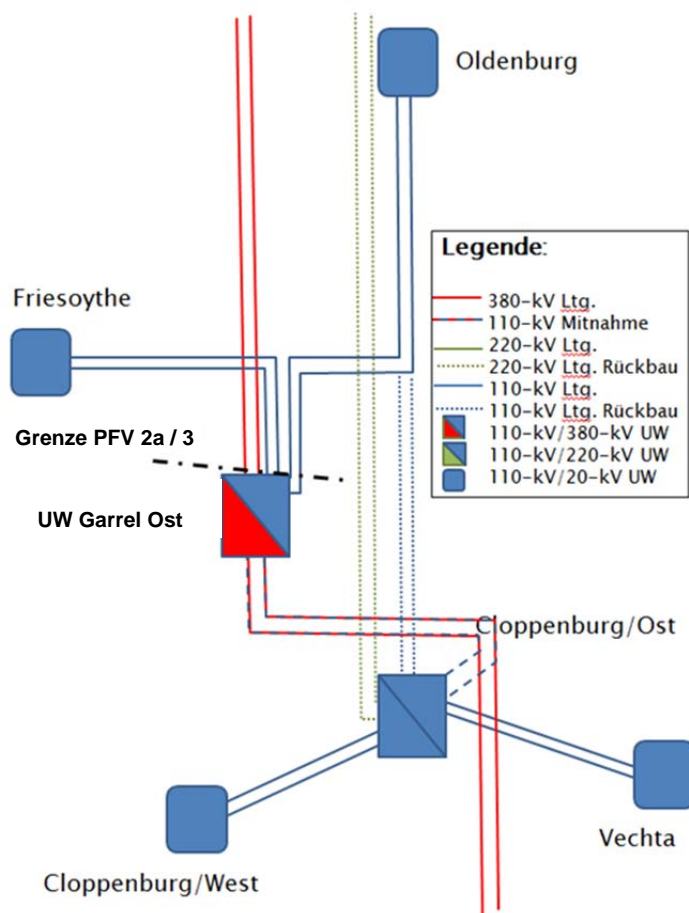 Oldenburg
Legende:
380-kV Ltg.
110-kV Mitnahme
220-kV Ltg.
220-kV Ltg. Rückbau
110-kV Ltg.
110-kV Ltg. Rückbau
110-kV/380-kV UW
110-kV/220-kV UW
110-kV/20-kV UW
Friesoythe
Grenze PFV 2a / 3
UW Garrel Ost
Cloppenburg/Ost
Vechta
Cloppenburg/West